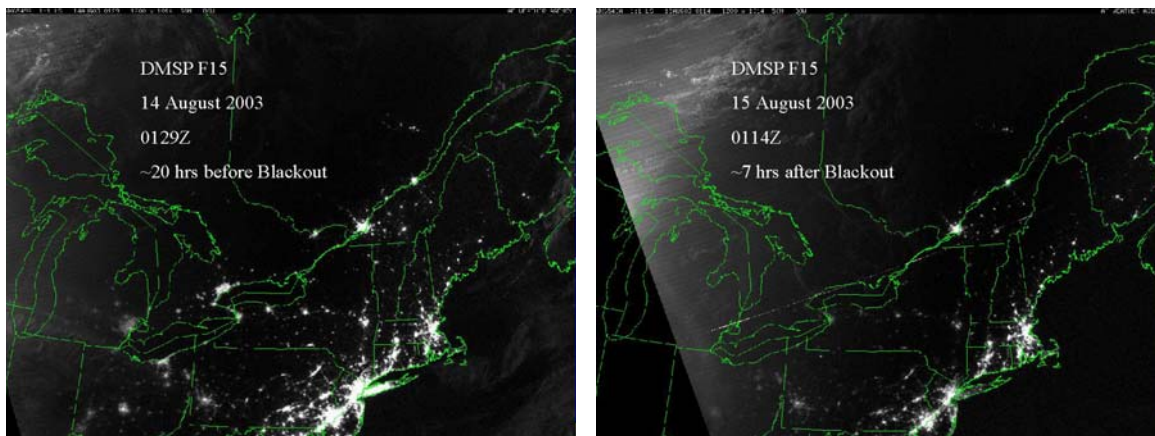 DMSP F15
14 August 2003
0129Z
~20 hrs before Blackout
DMSP F15
15 August 2003
0114Z
~7 hrs after Blackout